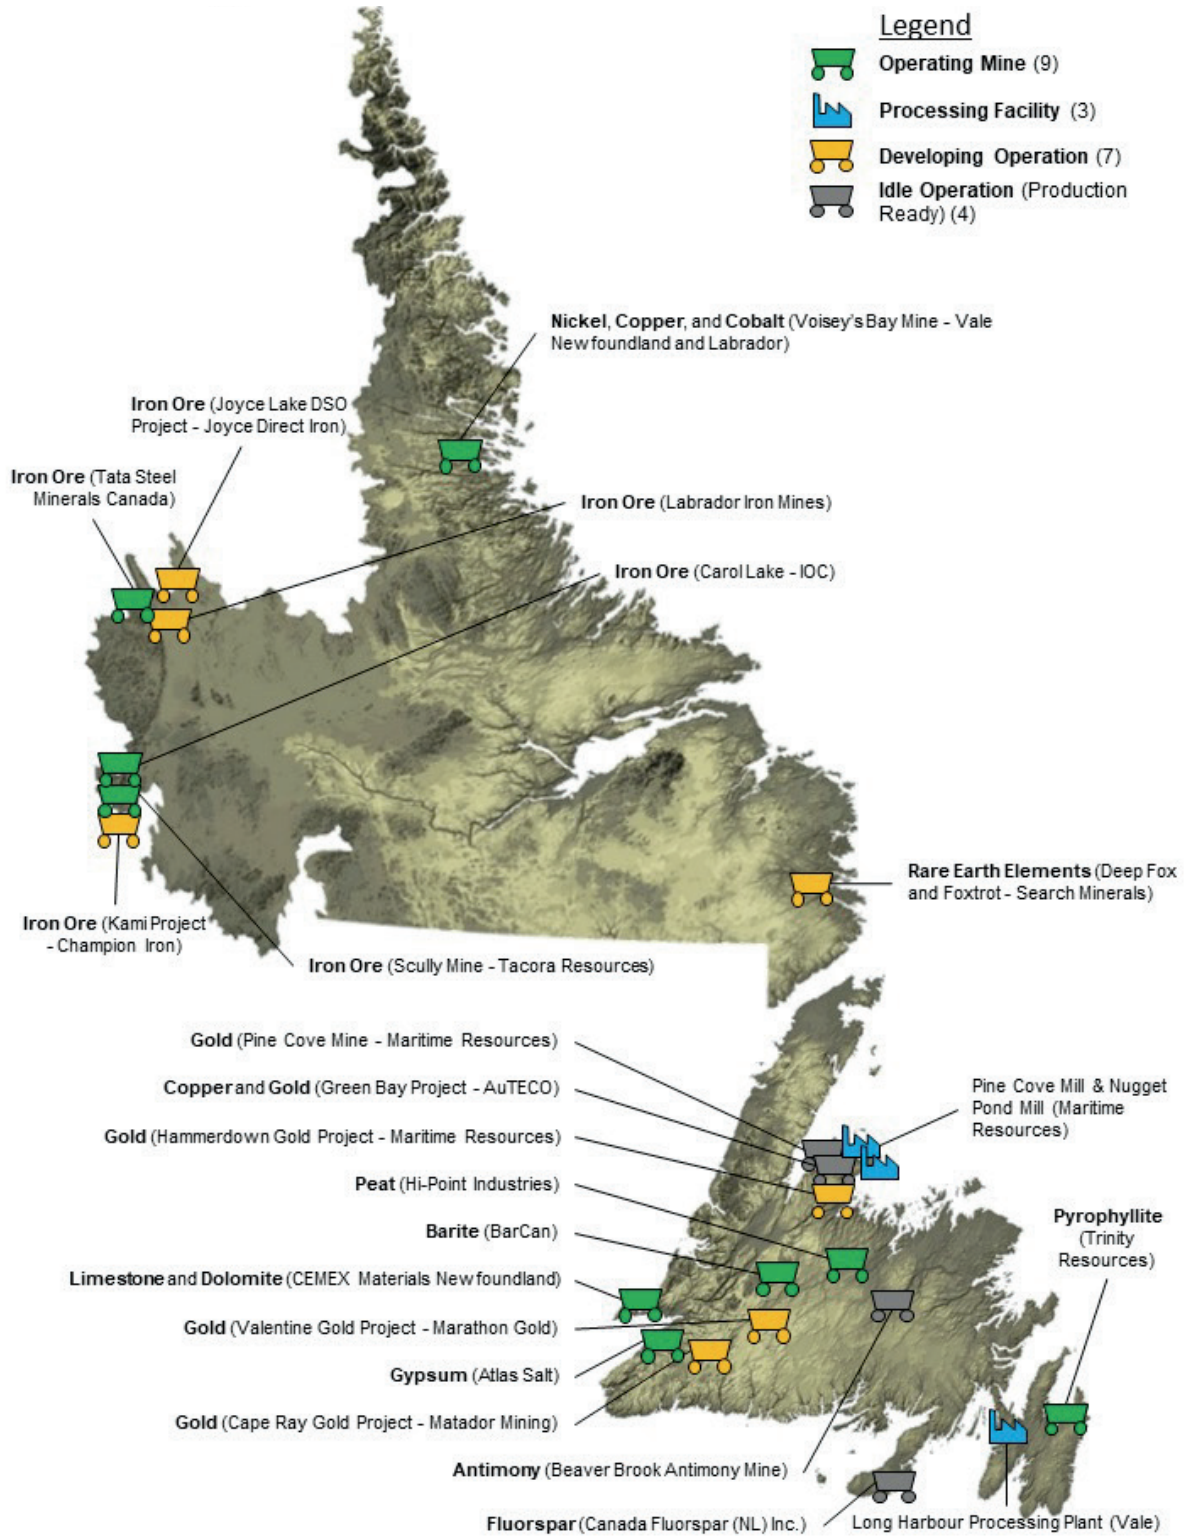 Legend
Operating Mine (9)
Processing Facility (3)
Developing Operation (7)
Idle Operation (Production
Ready) (4)
Nickel, Copper, and Cobalt (Voisey's Bay Mine - Vale
Newfoundland and Labrador)
Iron Ore (Joyce Lake DSO
Project - Joyce Direct Iron)
Iron Ore (Tata Steel
Minerals Canada)
Iron Ore (Labrador Iron Mines)
Iron Ore (Carol Lake - IOC)
Rare Earth Elements (Deep Fox
and Foxtrot - Search Minerals)
Iron Ore (Kami Project
- Champion Iron)
Iron Ore (Scully Mine - Tacora Resources)
Gold (Pine Cove Mine - Maritime Resources)
Copper and Gold (Green Bay Project - AuTECO)
Pine Cove Mill & Nugget
Pond Mill (Maritime
Resources)
Gold (Hammerdown Gold Project - Maritime Resources)
Peat (Hi-Point Industries)
Pyrophyllite
(Trinity
Resources)
Barite (BarCan)
Limestone and Dolomite (CEMEX Materials Newfoundland)
Gold (Valentine Gold Project - Marathon Gold)
Gypsum (Atlas Salt)
Gold (Cape Ray Gold Project - Matador Mining)
Antimony (Beaver Brook Antimony Mine)
Fluorspar (Canada Fluorspar (NL) Inc.)
Long Harbour Processing Plant (Vale)